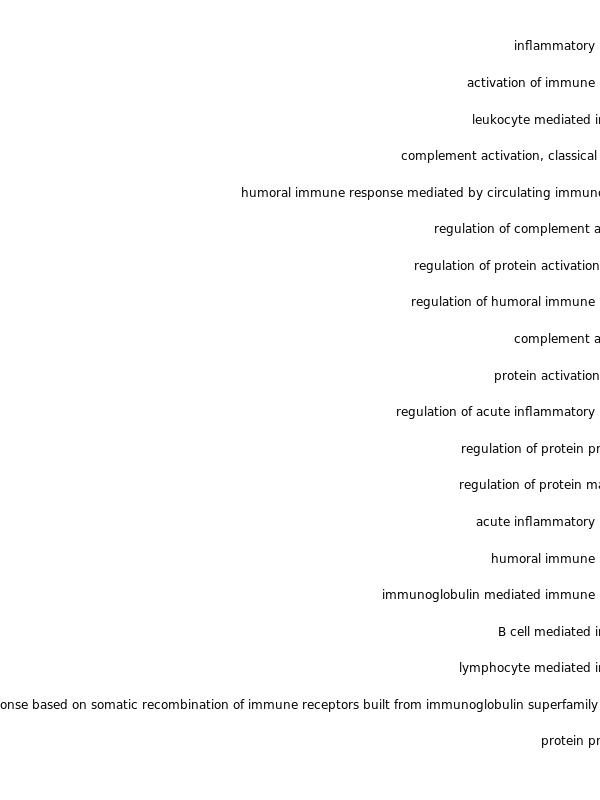 inflammatory
activation of immune
leukocyte mediated i
complement activation, classical
humoral immune response mediated by circulating immun
regulation of complement a
regulation of protein activation
regulation of humoral immune
complement a
protein activation
regulation of acute inflammatory
regulation of protein pr
regulation of protein ma
acute inflammatory
humoral immune
immunoglobulin mediated immune
B cell mediated i
lymphocyte mediated i
onse based on somatic recombination of immune receptors built from immunoglobulin superfamily
protein pr